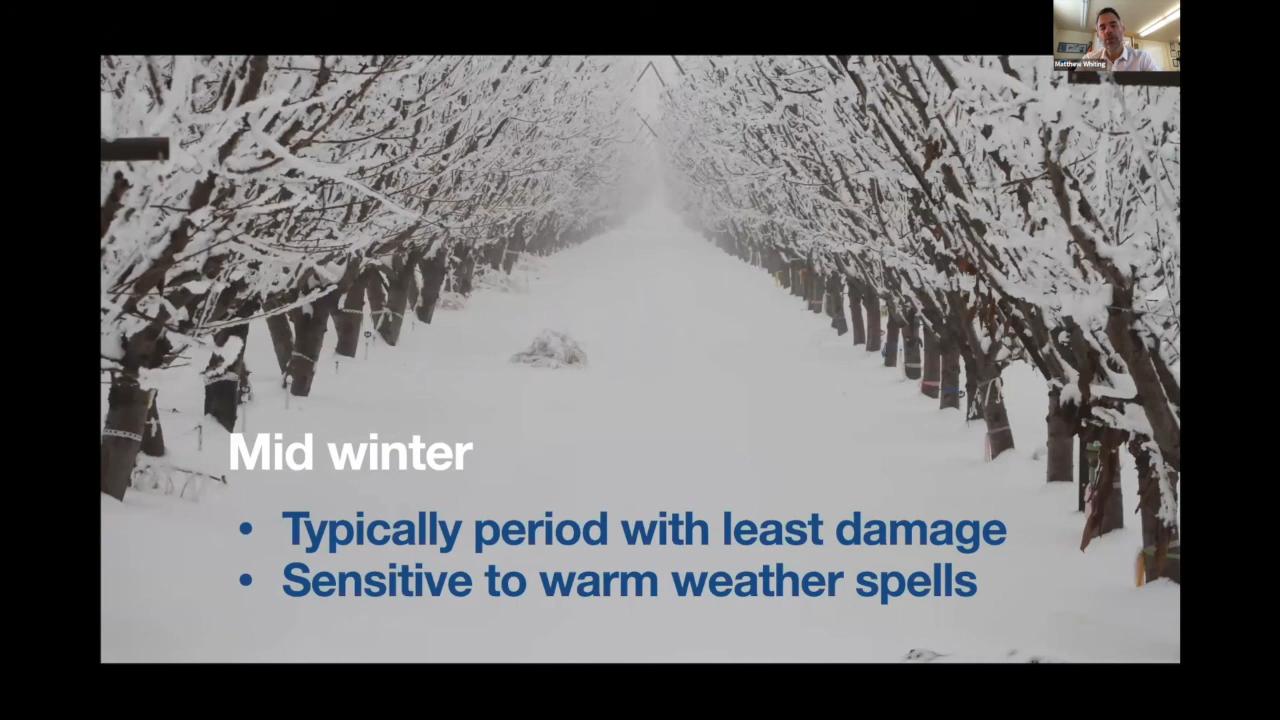 Matthew Whiting
Mid winter
• Typically period with least damage
• Sensitive to warm weather spells